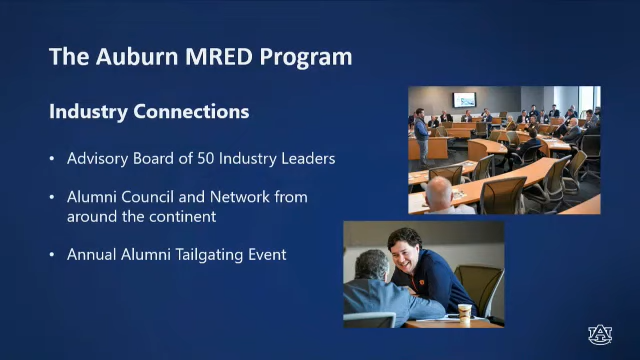 The Auburn MRED Program
Industry Connections
• Advisory Board of 50 Industry Leaders
• Alumni Council and Network from
around the continent
• Annual Alumni Tailgating Event